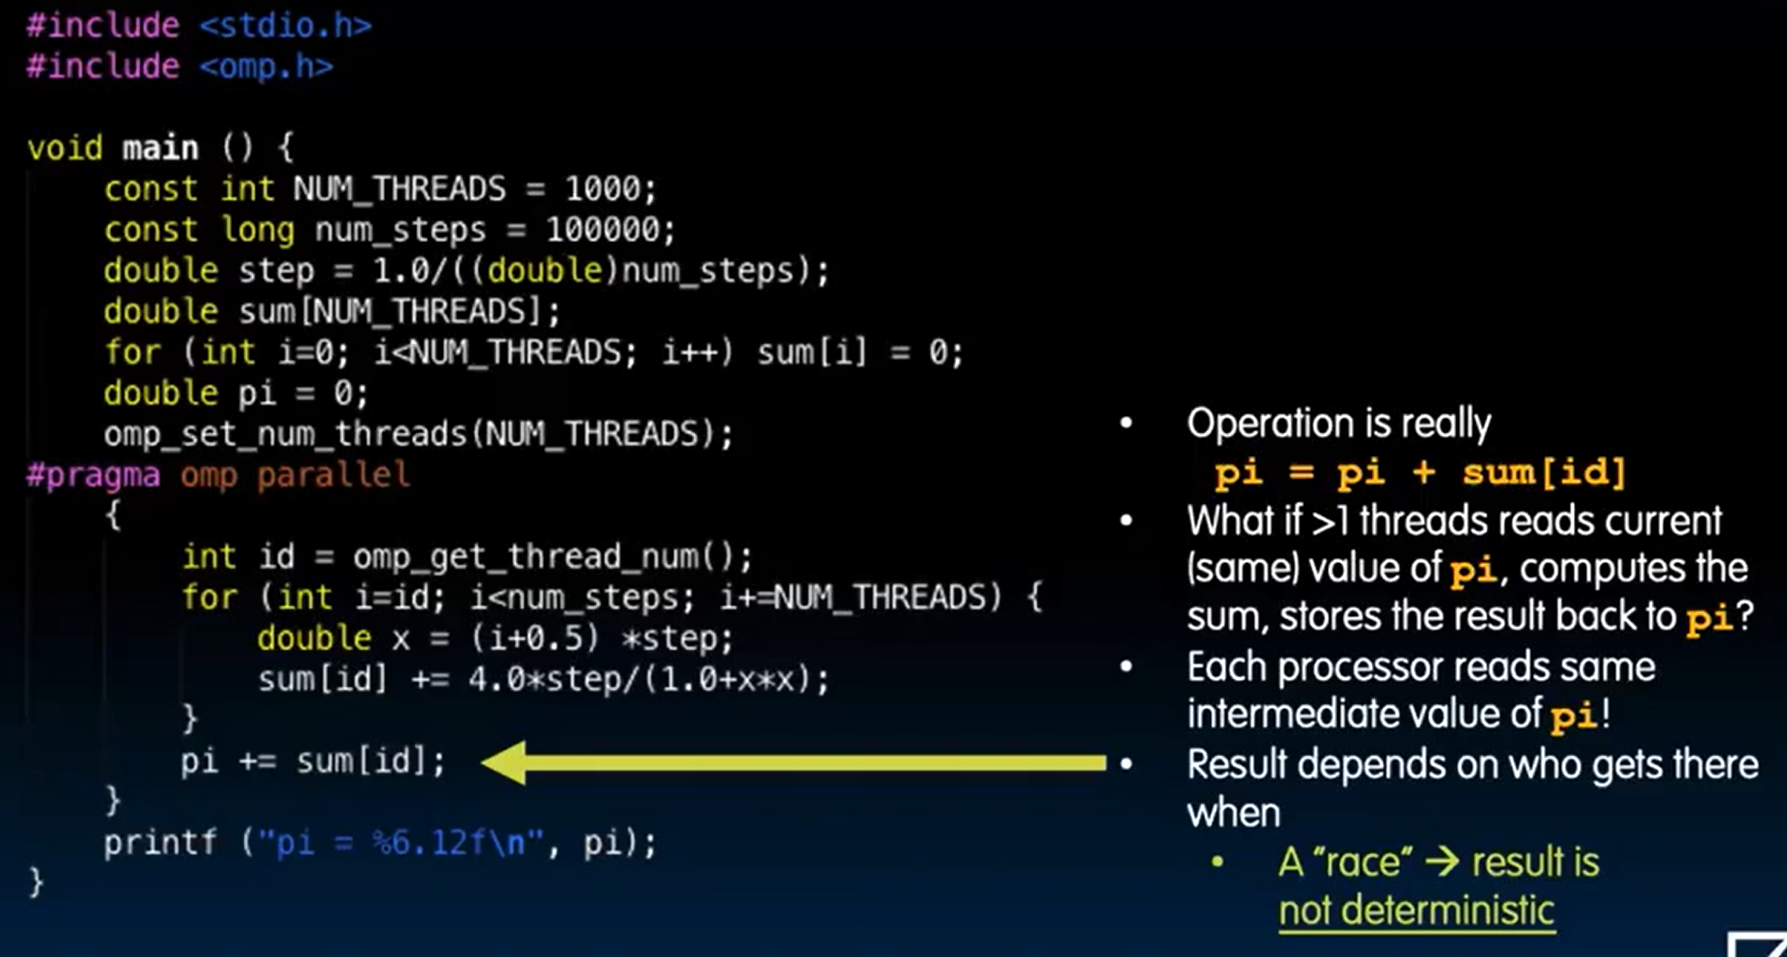 #include <stdio.h>
#include <omp.h>
void main () {
const int NUM_THREADS = 1000;
const long num_steps = 100000;
double step = 1.0/((double)num_steps);
double sum[NUM_THREADS];
for (int i=0; i<NUM_THREADS; i++) sum[i] = 0;
double pi = 0;
omp_set_num_threads(NUM_THREADS);
#pragma omp parallel
{
int id = omp_get_thread_num();
for (int i=id; i<num_steps; i+=NUM_THREADS) {
double x = (i+0.5) *step;
sum[id] += 4.0*step/(1.0+x*x);
}
pi += sum[id];
}
printf ("pi = %6.12f\n", pi);
}
• Operation is really
pi = pi + sum[id]
• What if >1 threads reads current
(same) value of pi, computes the
sum, stores the result back to pi?
• Each processor reads same
intermediate value of pi!
• Result depends on who gets there
when
• A "race" → result is
not deterministic